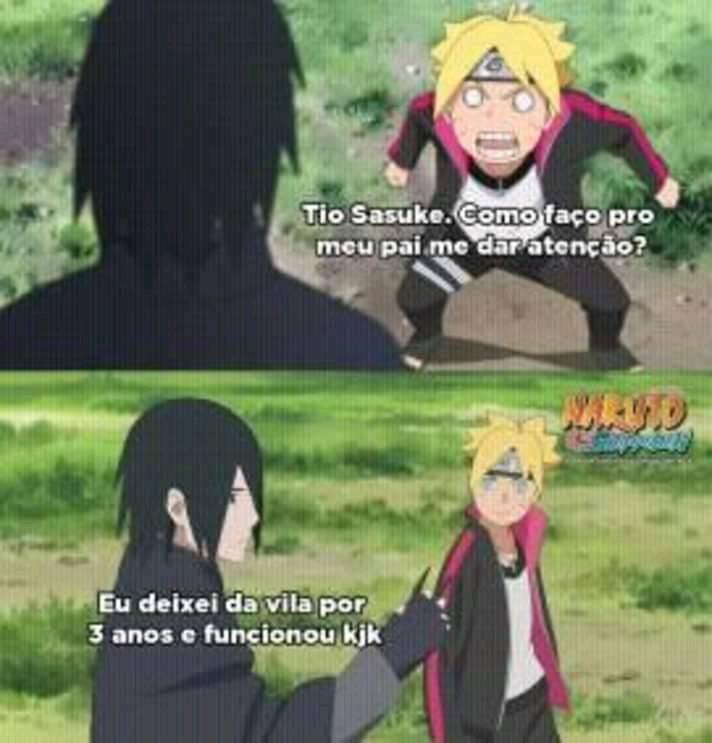 Tio Sasuke. Como faço pro
meu pai me dar atenção?
NARUTO
Shippuden
Eu deixei da vila por
3 anos e funcionou kjk